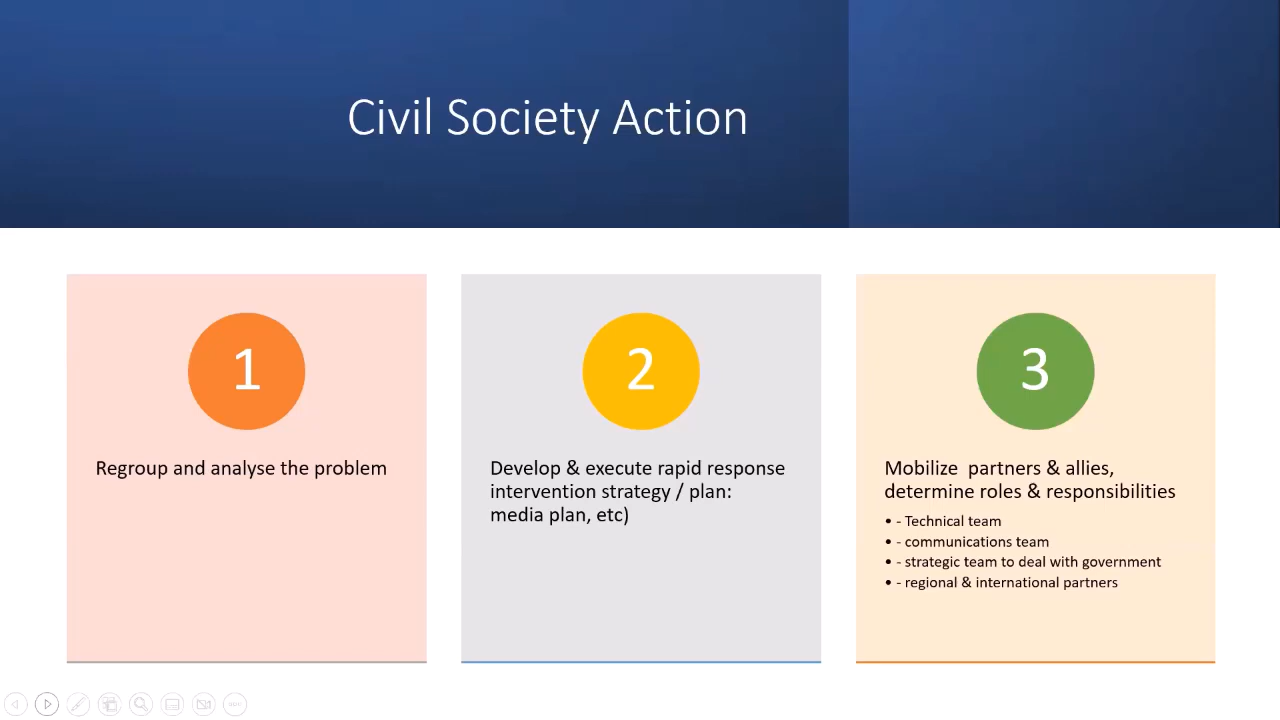 Civil Society Action
1
Regroup and analyse the problem
2
Develop & execute rapid response
intervention strategy / plan:
media plan, etc)
3
Mobilize  partners & allies,
determine roles & responsibilities
• - Technical team
• - communications team
• - strategic team to deal with government
• - regional & international partners